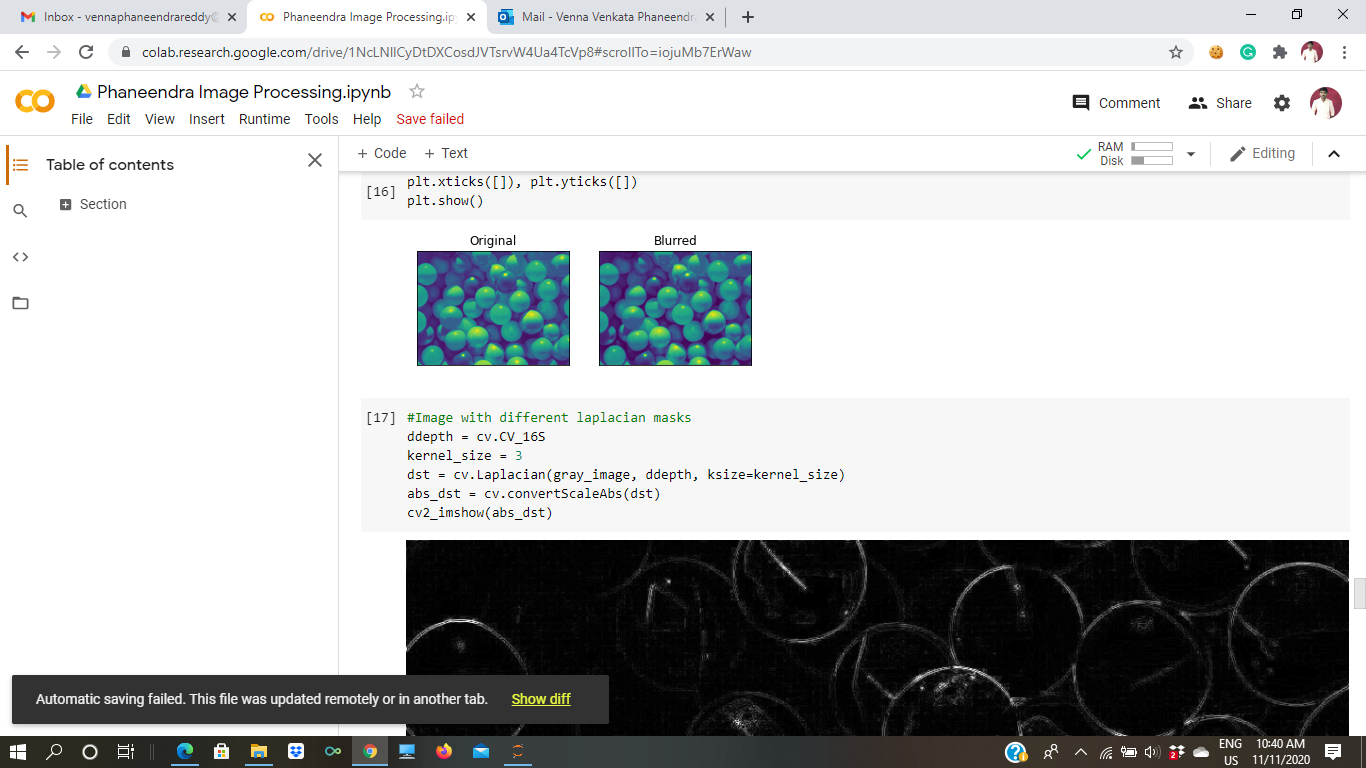 Inbox - vennaphaneendrareddy@
Phaneendra Image Processing.ip
Mail - Venna Venkata Phaneendr
colab.research.google.com/drive/1NcLNIlCyDtDXCosdJVTsrvW4Ua4TcVp8#scrollTo=iojuMb7ErWaw
CO
Phaneendra Image Processing.ipynb
Comment
Share
File Edit View Insert Runtime Tools Help Save failed
Table of contents
+ Code + Text
RAM
Disk
Editing
Section
[16] plt.xticks([]), plt.yticks([])
plt.show()
Original
Blurred
[17] #Image with different laplacian masks
ddepth = cv.CV_16S
kernel_size = 3
dst = cv.Laplacian(gray_image, ddepth, ksize=kernel_size)
abs_dst = cv.convertScaleAbs(dst)
cv2_imshow(abs_dst)
Automatic saving failed. This file was updated remotely or in another tab. Show diff
ENG
US
10:40 AM
11/11/2020